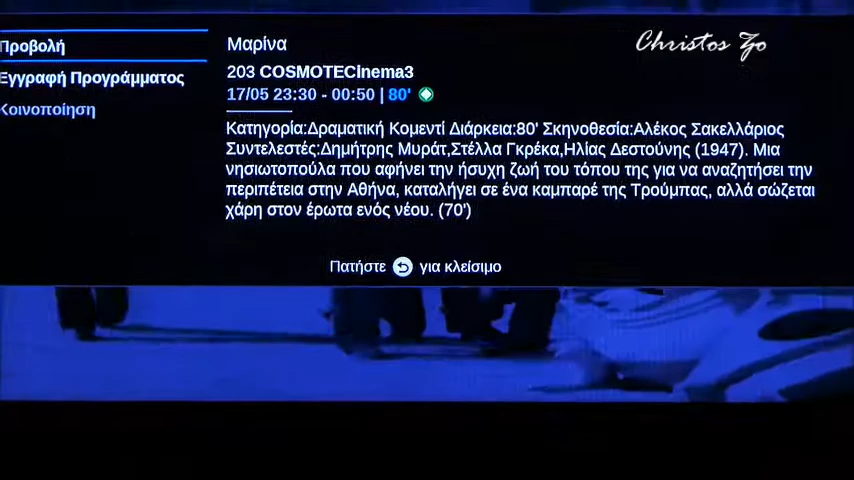 Προβολή
Εγγραφή Προγράμματος
Κοινοποίηση
Μαρίνα
Christos Zo
203 COSMOTECinema3
17/05 23:30 - 00:50 | 80'
Κατηγορία:Δραματική Κομεντί Διάρκεια:80' Σκηνοθεσία:Αλέκος Σακελλάριος
Συντελεστές:Δημήτρης Μυράτ,Στέλλα Γκρέκα,Ηλίας Δεστούνης (1947). Μια
νησιωτοπούλα που αφήνει την ήσυχη ζωή του τόπου της για να αναζητήσει την
περιπέτεια στην Αθήνα, καταλήγει σε ένα καμπαρέ της Τρούμπας, αλλά σώζεται
χάρη στον έρωτα ενός νέου. (70')
Πατήστε για κλείσιμο